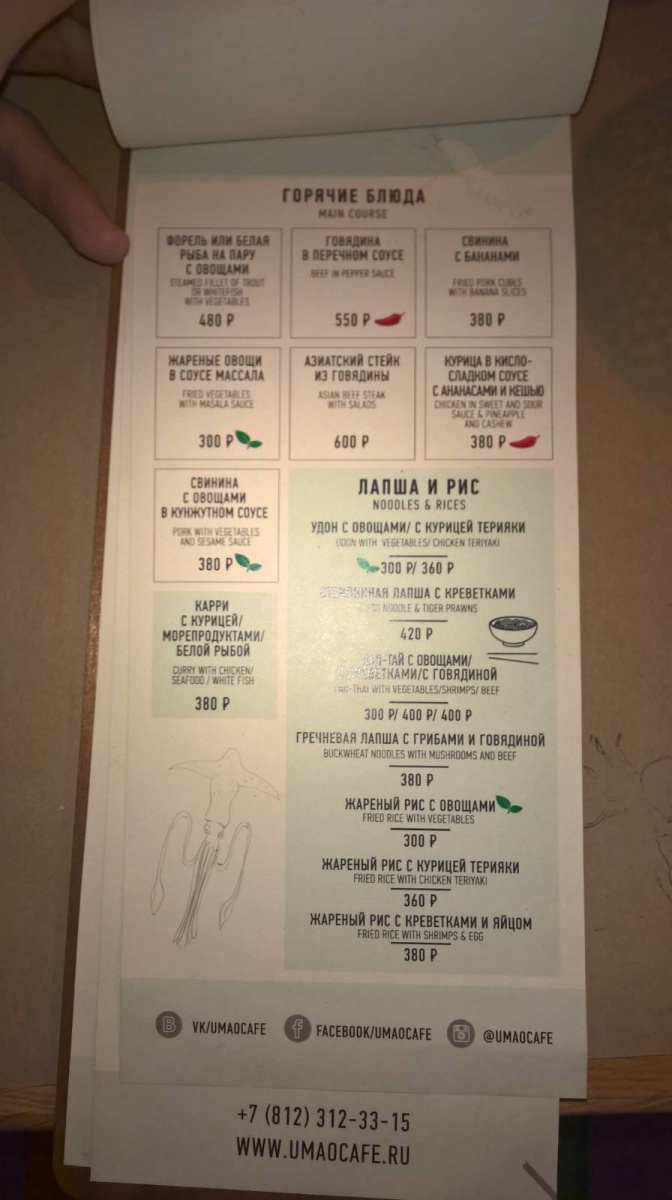 ГОРЯЧИЕ БЛЮДА
MAIN COURSE
ФОРЕЛЬ ИЛИ БЕЛАЯ
РЫБА НА ПАРУ
С ОВОЩАМИ
STEAMED FILLET OF TROUT
OR WHITEFISH
WITH VEGETABLES
480 ₽
ГОВЯДИНА
В ПЕРЕЧНОМ СОУСЕ
BEEF IN PEPPER SAUCE
550 ₽
СВИНИНА
С БАНАНАМИ
FRIED PORK CUBES
WITH BANANA SLICES
380 ₽
ЖАРЕНЫЕ ОВОЩИ
В СОУСЕ МАССАЛА
FRIED VEGETABLES
WITH MASALA SAUCE
300 ₽
АЗИАТСКИЙ СТЕЙК
ИЗ ГОВЯДИНЫ
ASIAN BEEF STEAK
WITH SALADS
600 ₽
КУРИЦА В КИСЛО-
СЛАДКОМ СОУСЕ
С АНАНАСАМИ И КЕШЬЮ
CHICKEN IN SWEET AND SOUR
SAUCE & PINEAPPLE
AND CASHEW
380 ₽
СВИНИНА
С ОВОЩАМИ
В КУНЖУТНОМ СОУСЕ
PORK WITH VEGETABLES
AND SESAME SAUCE
380 ₽
КАРРИ
С КУРИЦЕЙ/
МОРЕПРОДУКТАМИ/
БЕЛОЙ РЫБОЙ
CURRY WITH CHICKEN/
SEAFOOD / WHITE FISH
380 ₽
ЛАПША И РИС
NOODLES & RICES
УДОН С ОВОЩАМИ/ С КУРИЦЕЙ ТЕРИЯКИ
UDON WITH VEGETABLES/ CHICKEN TERIYAKI
300 ₽/ 360 ₽
ЛАПША С КРЕВЕТКАМИ
NOODLE & TIGER PRAWNS
420 ₽
С ОВОЩАМИ/
С ГОВЯДИНОЙ
PAD-THAI WITH VEGETABLES/SHRIMPS/ BEEF
300 ₽/ 400 ₽/ 400 ₽
ГРЕЧНЕВАЯ ЛАПША С ГРИБАМИ И ГОВЯДИНОЙ
BUCKWHEAT NOODLES WITH MUSHROOMS AND BEEF
380 ₽
ЖАРЕНЫЙ РИС С ОВОЩАМИ
FRIED RICE WITH VEGETABLES
300 ₽
ЖАРЕНЫЙ РИС С КУРИЦЕЙ ТЕРИЯКИ
FRIED RICE WITH CHICKEN TERIYAKI
360 ₽
ЖАРЕНЫЙ РИС С КРЕВЕТКАМИ И ЯЙЦОМ
FRIED RICE WITH SHRIMPS & EGG
380 ₽
VK/UMAOCAFE
FACEBOOK/UMAOCAFE
@UMAOCAFE
+7 (812) 312-33-15
WWW.UMAOCAFE.RU